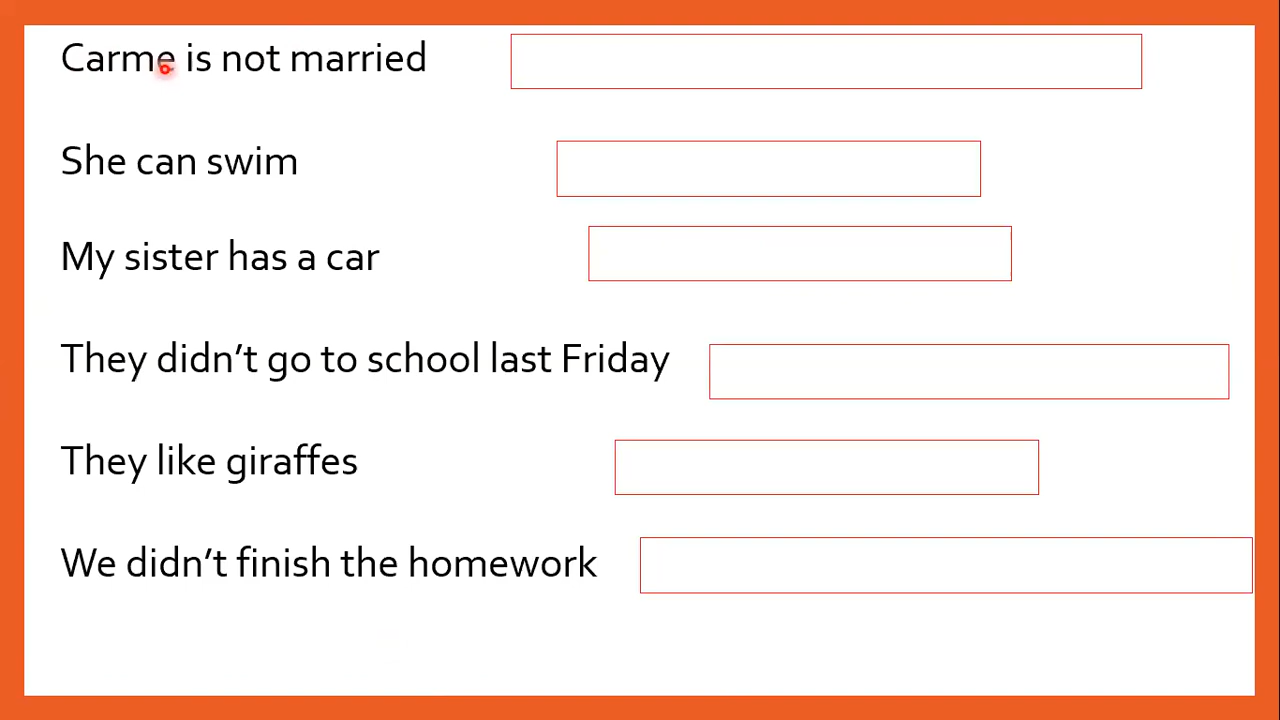 Carme is not married
She can swim
My sister has a car
They didn’t go to school last Friday
They like giraffes
We didn’t finish the homework